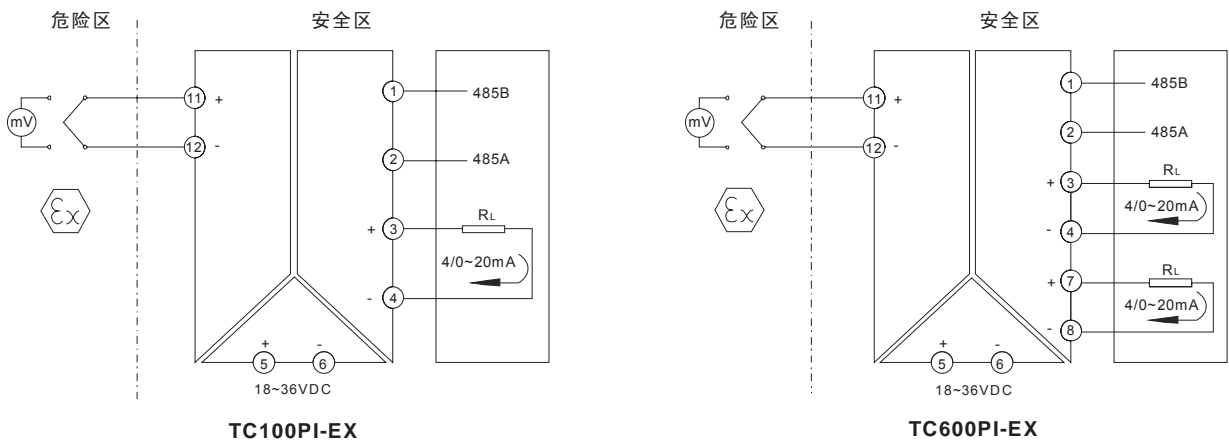 危险区
安全区
11 +
12 -
mV
Ex
1 485B
2 485A
+ 3 RL
4/0~20mA
- 4
+ -
5 6
18~36VDC
TC100PI-EX
危险区
安全区
11 +
12 -
mV
Ex
1 485B
2 485A
+ 3 RL
4/0~20mA
- 4
+ 7 RL
4/0~20mA
- 8
+ -
5 6
18~36VDC
TC600PI-EX